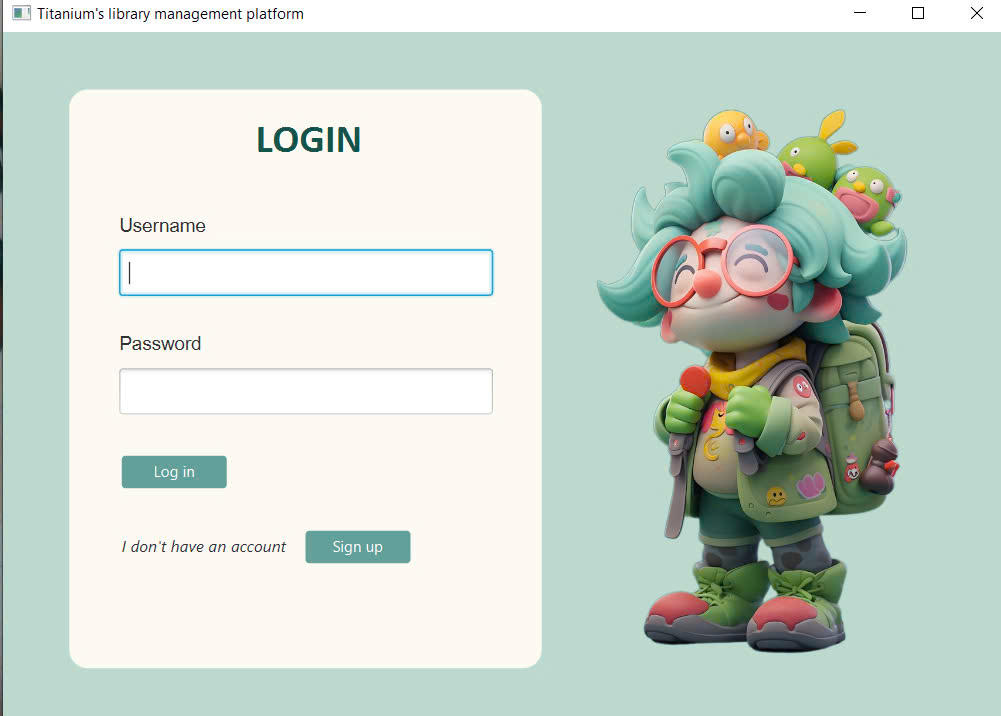 Titanium's library management platform
LOGIN
Username
Password
Log in
I don't have an account Sign up